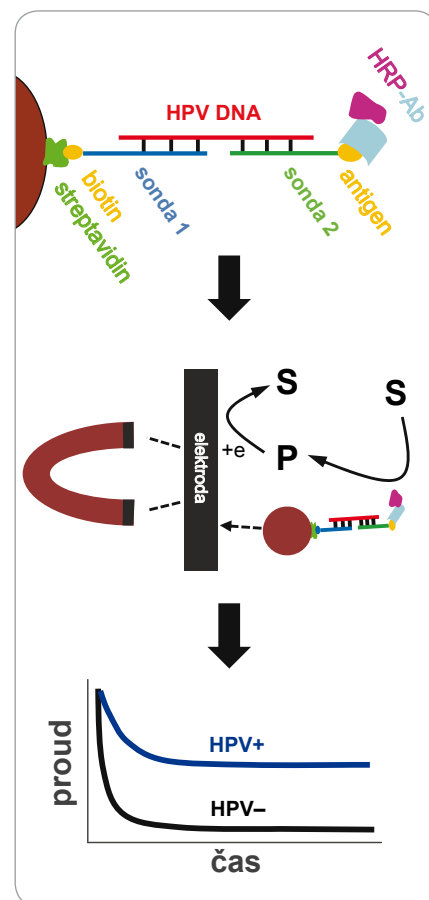 HRP-Ab
HPV DNA
biotin
streptavidin
sonda 1
sonda 2
antigen
S
S
elektroda
+e
P
proud
HPV+
HPV–
čas